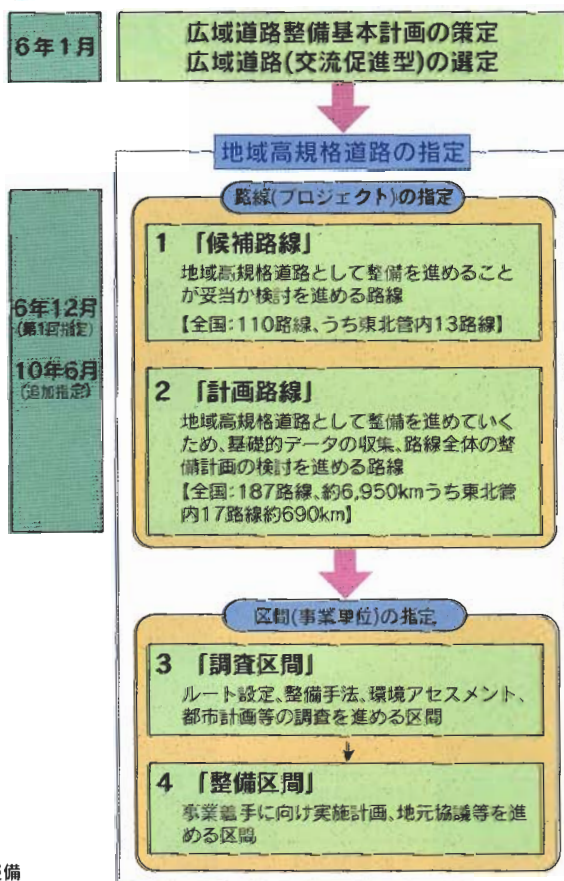 6年1月
広域道路整備基本計画の策定
広域道路(交流促進型)の選定
地域高規格道路の指定
路線(プロジェクト)の指定
6年12月
(第1回指定)
10年6月
(追加指定)
1 「候補路線」
地域高規格道路として整備を進めること
が妥当か検討を進める路線
【全国:110路線、うち東北管内13路線】
2 「計画路線」
地域高規格道路として整備を進めていく
ため、基礎的データの収集、路線全体の整
備計画の検討を進める路線
【全国:187路線、約6,950kmうち東北管
内17路線約690km】
区間(事業単位)の指定
3 「調査区間」
ルート設定、整備手法、環境アセスメント、
都市計画等の調査を進める区間
4 「整備区間」
事業着手に向け実施計画、地元協議等を進
める区間
備